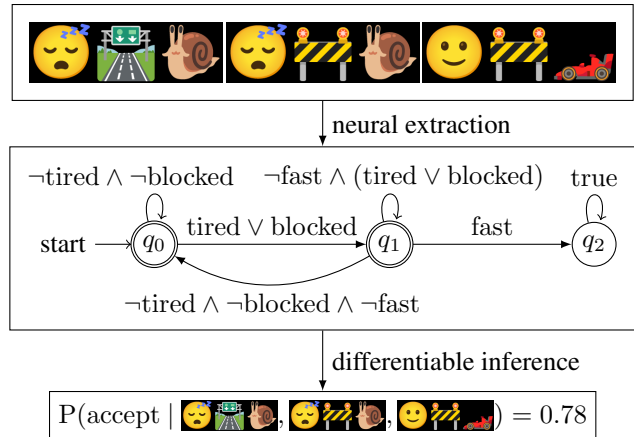 neural extraction
¬tired ∧ ¬blocked
¬fast ∧ (tired ∨ blocked)
true
start
q₀
tired ∨ blocked
q₁
fast
q₂
¬tired ∧ ¬blocked ∧ ¬fast
differentiable inference
P(accept | 😴🛣️🐌, 😴🚧🐌, 🙂🚧🏎️) = 0.78